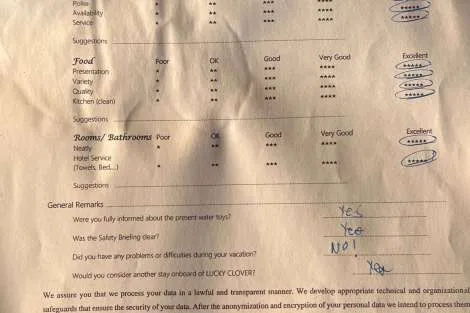 Polite * ** *** **** *****
Availability * ** *** **** *****
Service * ** *** **** *****
Suggestions
Food Poor OK Good Very Good Excellent
Presentation * ** *** **** *****
Variety * ** *** **** *****
Quality * ** *** **** *****
Kitchen (clean) * ** *** **** *****
Suggestions
Rooms/ Bathrooms Poor OK Good Very Good Excellent
Neatly * ** *** **** *****
Hotel Service
(Towels, Bed,...) * ** *** **** *****
Suggestions
General Remarks
Were you fully informed about the present water toys? Yes
Was the Safety Briefing clear? Yes
Did you have any problems or difficulties during your vacation? NO!
Would you consider another stay onboard of LUCKY CLOVER? Yes
We assure you that we process your data in a lawful and transparent manner. We develop appropriate technical and organizational
safeguards that ensure the security of your data. After the anonymization and encryption of your personal data we intend to process them